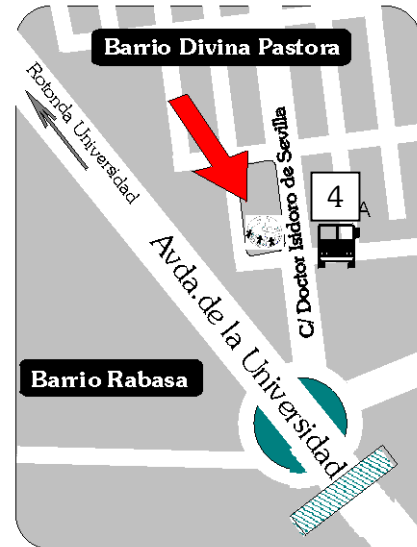 Barrio Divina Pastora
Rotonda Universidad
C/ Doctor Isidoro de Sevilla
4
A
Avda.de la Universidad
Barrio Rabasa